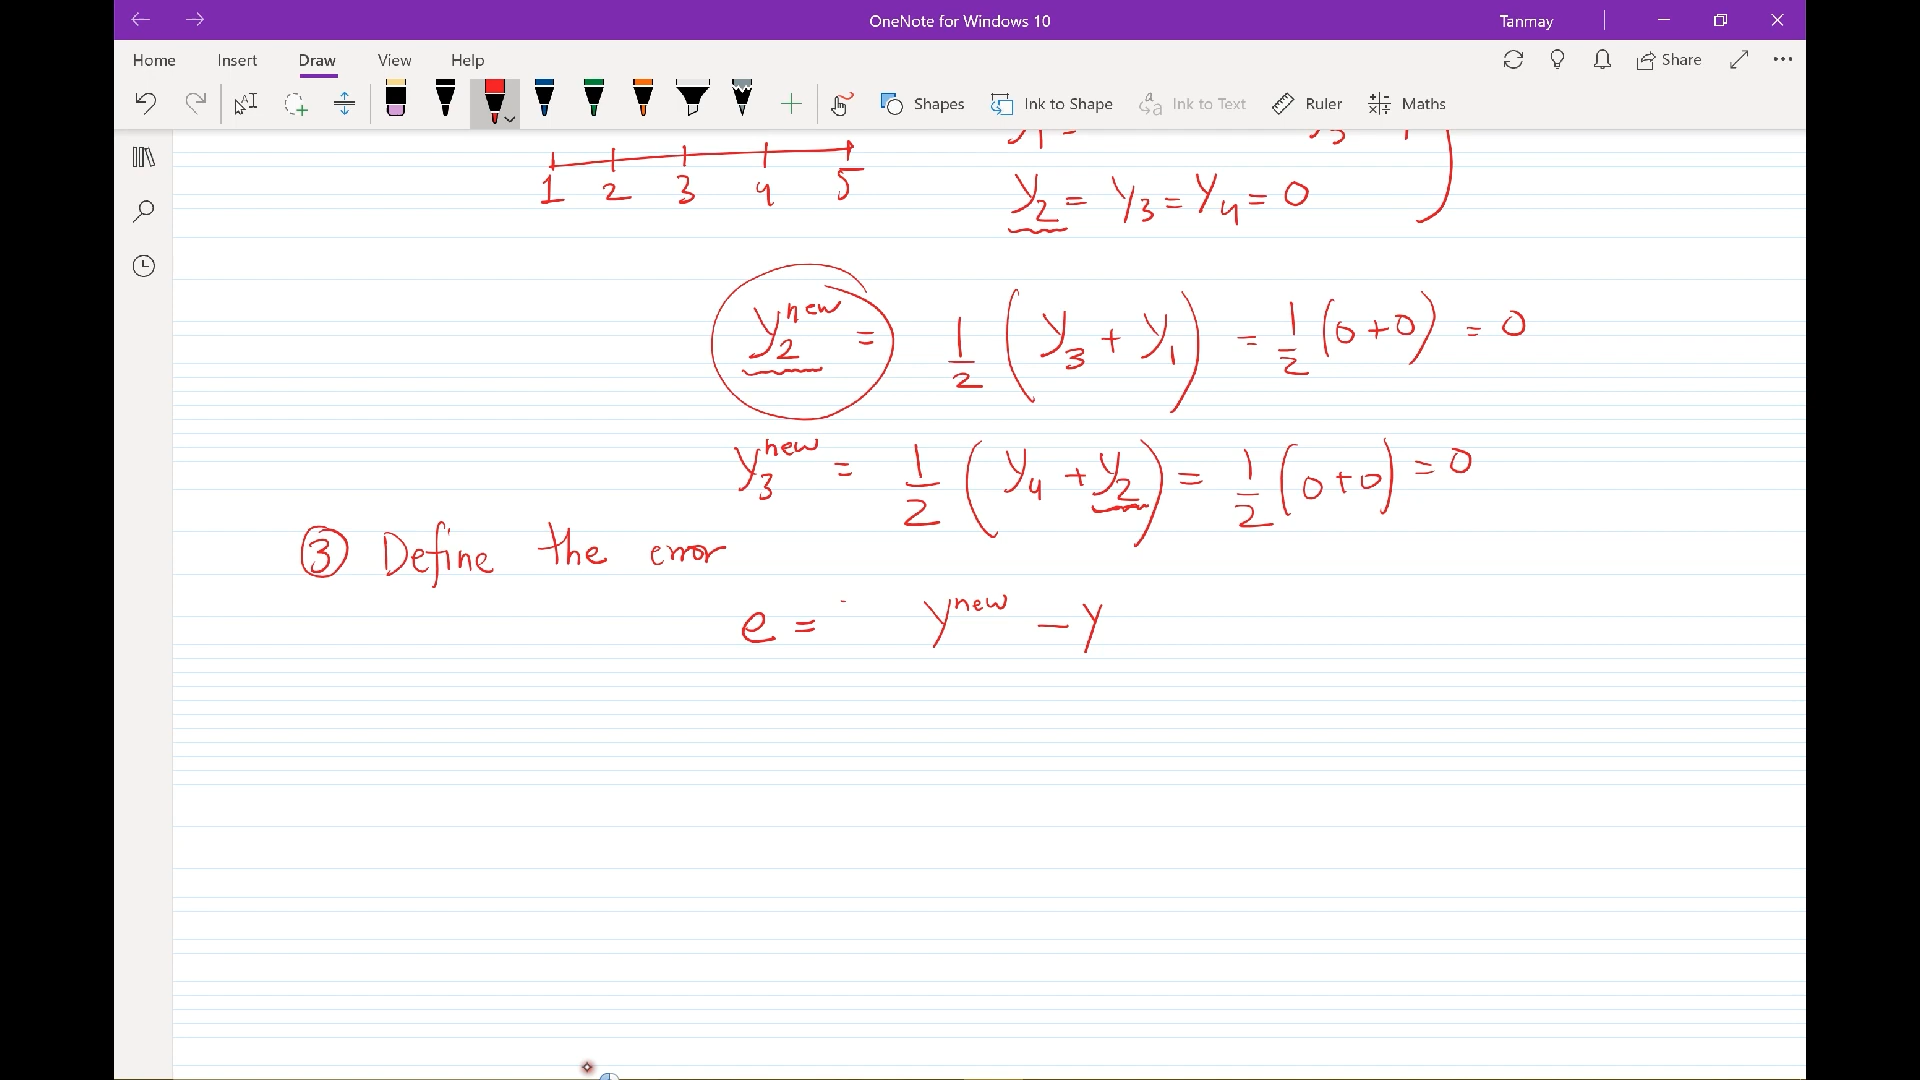 OneNote for Windows 10
Tanmay
Home Insert Draw View Help
Share
Shapes Ink to Shape Ink to Text Ruler Maths
1 2 3 4 5
y₂ = y₃ = y₄ = 0
y₂ⁿᵉʷ = 1/2 (y₃ + y₁) = 1/2 (0+0) = 0
y₃ⁿᵉʷ = 1/2 (y₄ + y₂) = 1/2 (0+0) = 0
③ Define the error
e = yⁿᵉʷ - y